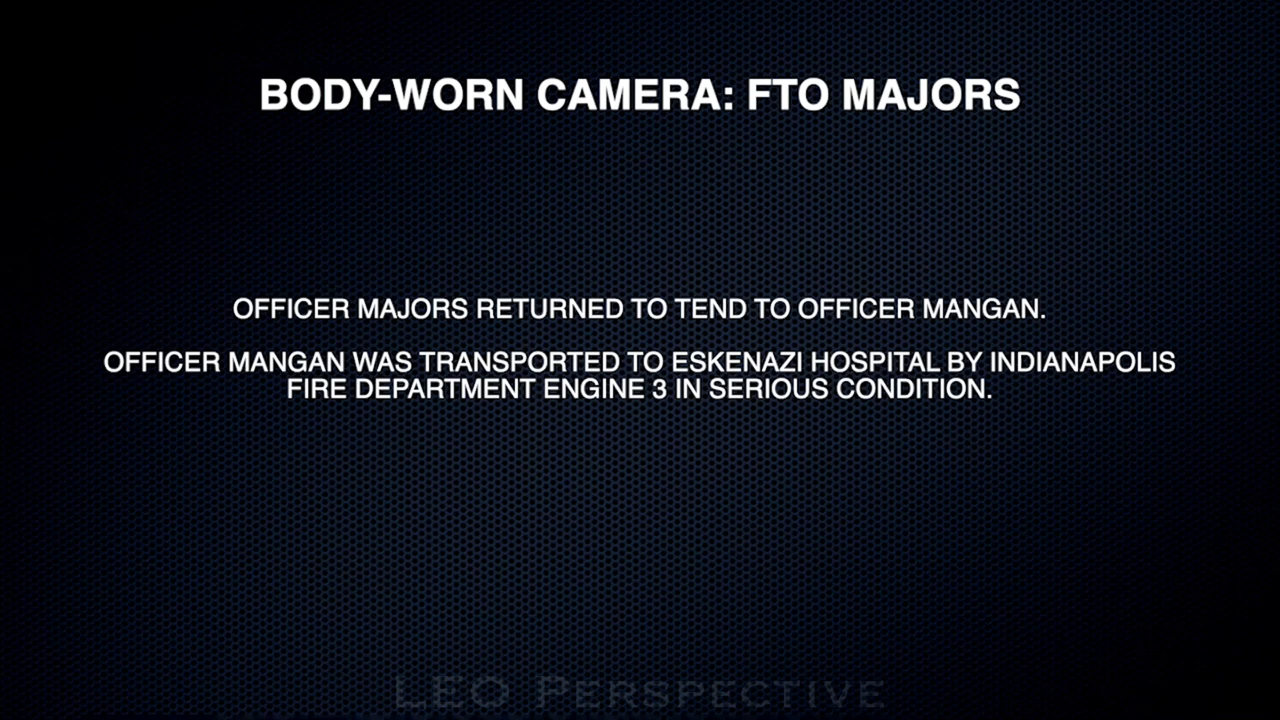 BODY-WORN CAMERA: FTO MAJORS
OFFICER MAJORS RETURNED TO TEND TO OFFICER MANGAN.
OFFICER MANGAN WAS TRANSPORTED TO ESKENAZI HOSPITAL BY INDIANAPOLIS
FIRE DEPARTMENT ENGINE 3 IN SERIOUS CONDITION.
LEO PERSPECTIVE